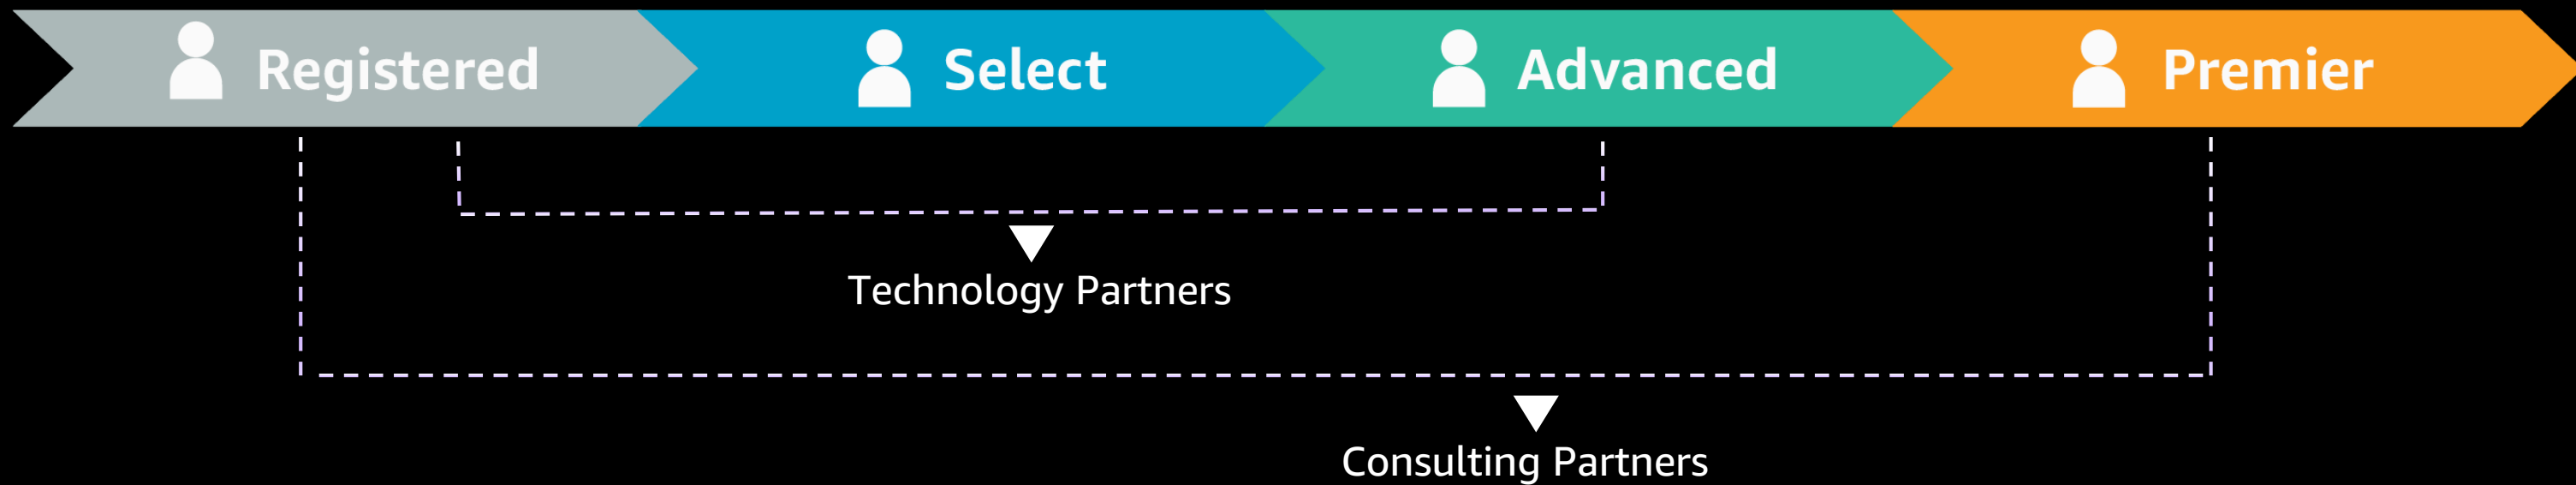 Registered
Select
Advanced
Premier
Technology Partners
Consulting Partners